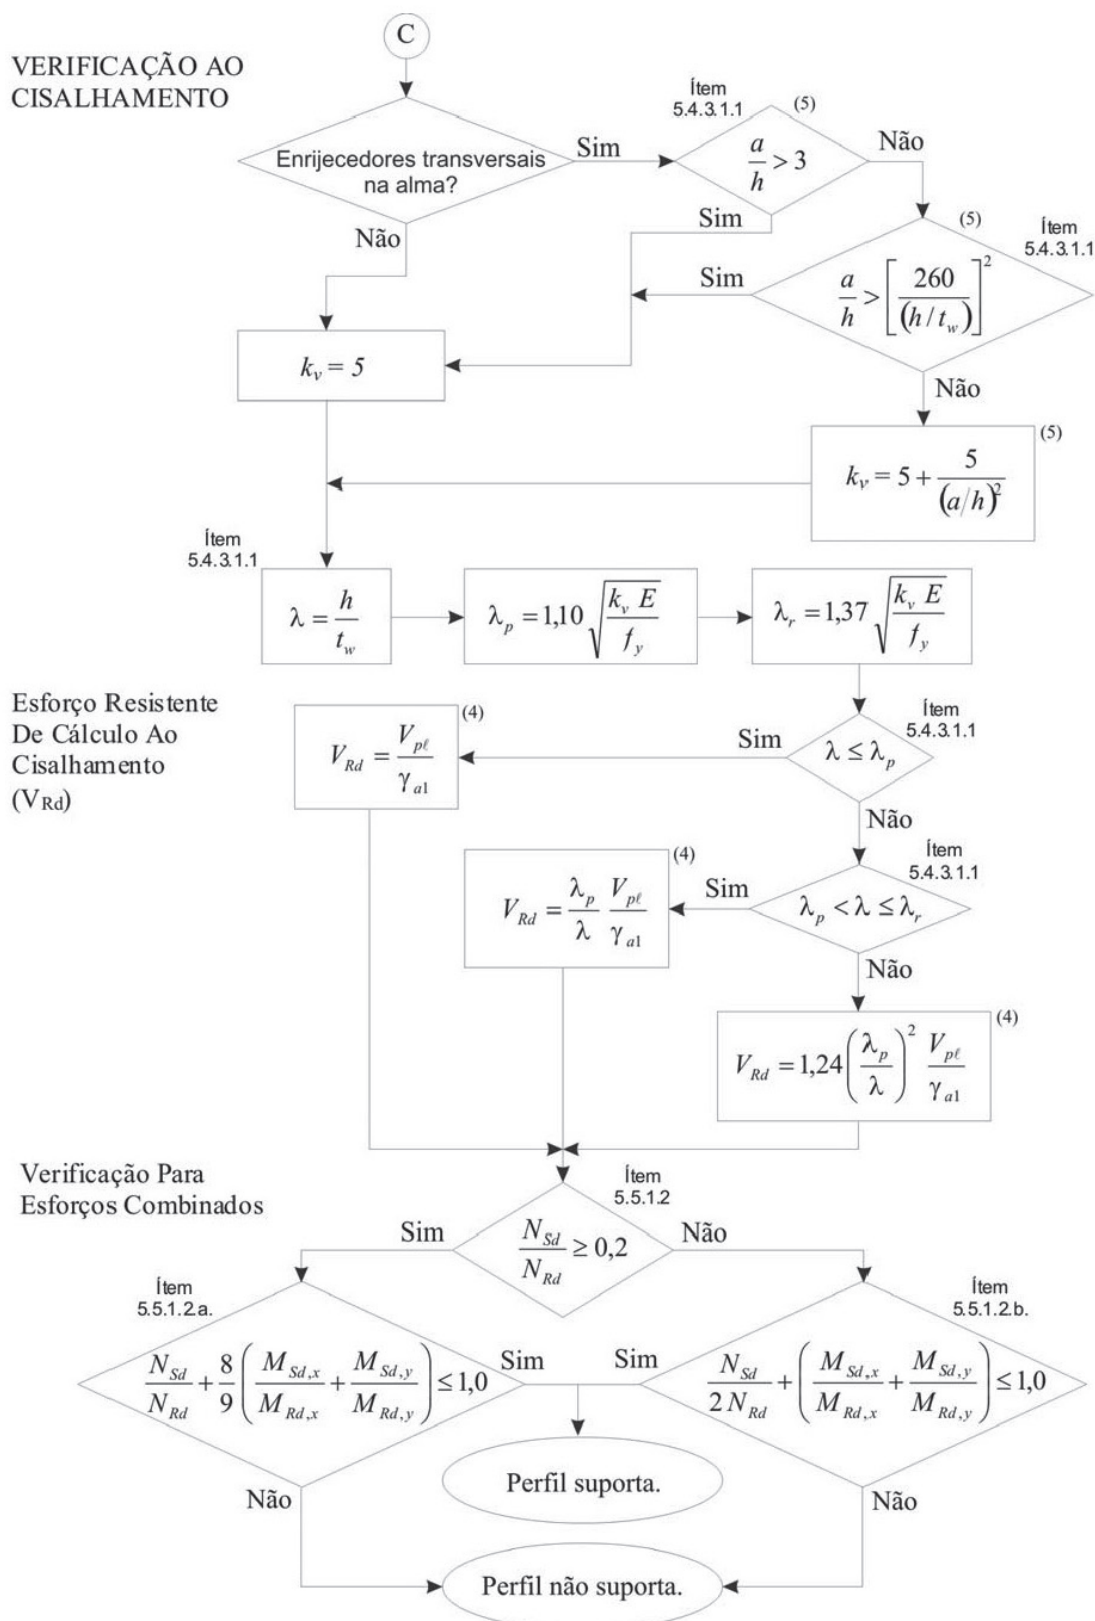 C
VERIFICAÇÃO AO
CISALHAMENTO
Enrijecedores transversais
na alma?
Sim
Ítem
5.4.3.1.1
(5)
a/h > 3
Não
Não
Sim
(5)
Ítem
5.4.3.1.1
a/h > [260/(h/t_w)]²
Sim
Não
k_v = 5
(5)
k_v = 5 + 5/(a/h)²
Ítem
5.4.3.1.1
λ = h/t_w
λ_p = 1,10 √(k_v E/f_y)
λ_r = 1,37 √(k_v E/f_y)
Esforço Resistente
De Cálculo Ao
Cisalhamento
(V_Rd)
(4)
V_Rd = V_pℓ/γ_a1
Sim
Ítem
5.4.3.1.1
λ ≤ λ_p
Não
(4)
V_Rd = λ_p/λ V_pℓ/γ_a1
Sim
Ítem
5.4.3.1.1
λ_p < λ ≤ λ_r
Não
(4)
V_Rd = 1,24 (λ_p/λ)² V_pℓ/γ_a1
Verificação Para
Esforços Combinados
Ítem
5.5.1.2
Sim
N_Sd/N_Rd ≥ 0,2
Não
Ítem
5.5.1.2.a.
N_Sd/N_Rd + 8/9 (M_Sd,x/M_Rd,x + M_Sd,y/M_Rd,y) ≤ 1,0
Sim
Sim
Ítem
5.5.1.2.b.
N_Sd/2 N_Rd + (M_Sd,x/M_Rd,x + M_Sd,y/M_Rd,y) ≤ 1,0
Perfil suporta.
Não
Não
Perfil não suporta.